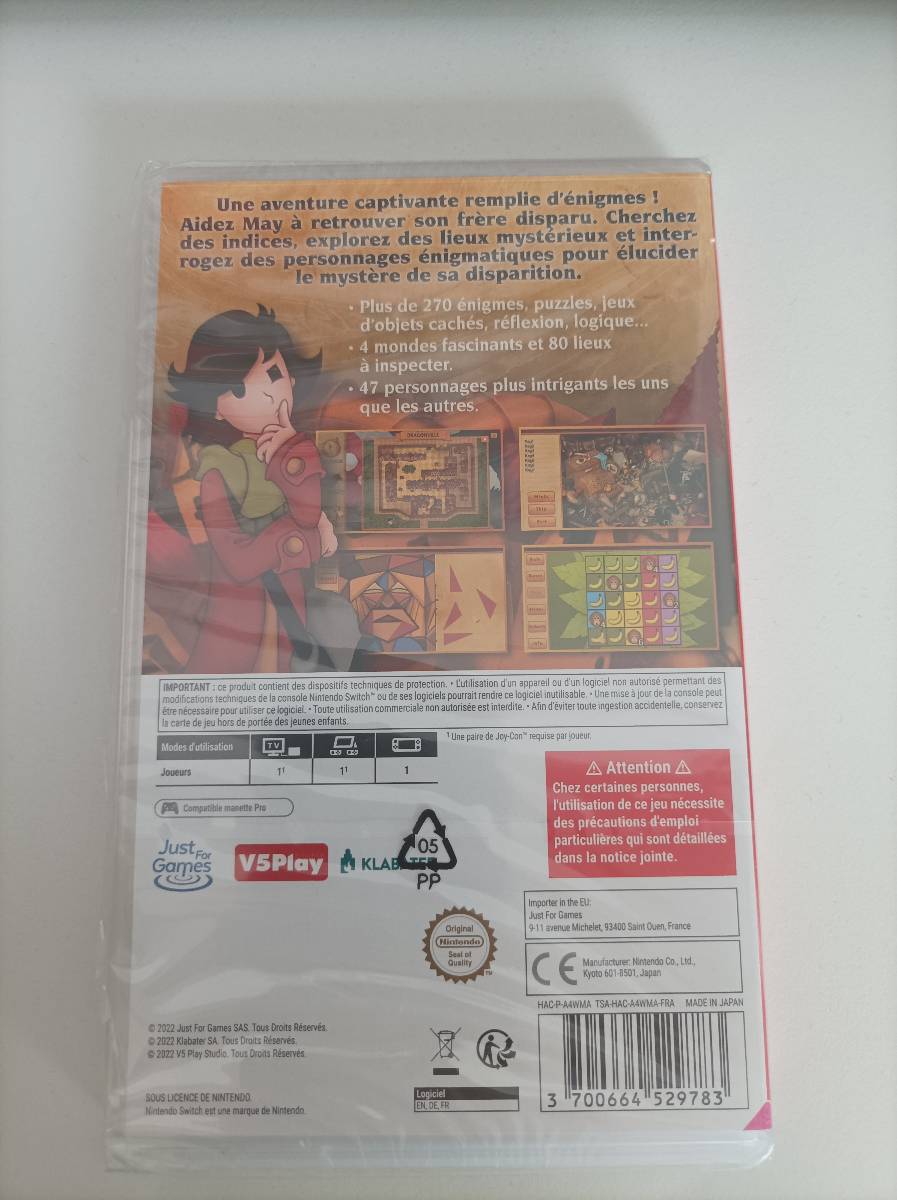 Une aventure captivante remplie d'énigmes !
Aidez May à retrouver son frère disparu. Cherchez
des indices, explorez des lieux mystérieux et inter-
rogez des personnages énigmatiques pour élucider
le mystère de sa disparition.
• Plus de 270 énigmes, puzzles, jeux
d'objets cachés, réflexion, logique...
• 4 mondes fascinants et 80 lieux
à inspecter.
• 47 personnages plus intrigants les uns
que les autres.
DRAGONVILLE
IMPORTANT : ce produit contient des dispositifs techniques de protection. • L'utilisation d'un appareil ou d'un logiciel non autorisé permettant des
modifications techniques de la console Nintendo Switch™ ou de ses logiciels pourrait rendre ce logiciel inutilisable. • Une mise à jour de la console peut
être nécessaire pour utiliser ce logiciel. • Toute utilisation commerciale non autorisée est interdite. • Afin d'éviter toute ingestion accidentelle, conservez
la carte de jeu hors de portée des jeunes enfants.
Modes d'utilisation
TV
¹ Une paire de Joy-Con™ requise par joueur.
Joueurs 1¹ 1¹ 1
Compatible manette Pro
Attention
Chez certaines personnes,
l'utilisation de ce jeu nécessite
des précautions d'emploi
particulières qui sont détaillées
dans la notice jointe.
Just For Games
V5Play
05
PP
Original
Nintendo
Seal of
Quality
TM
Importer in the EU:
Just For Games
9-11 avenue Michelet, 93400 Saint Ouen, France
CE
Manufacturer: Nintendo Co., Ltd.,
Kyoto 601-8501, Japan
HAC-P-A4WMA TSA-HAC-A4WMA-FRA MADE IN JAPAN
© 2022 Just For Games SAS. Tous Droits Réservés.
© 2022 Klabater SA. Tous Droits Réservés.
© 2022 V5 Play Studio. Tous Droits Réservés.
SOUS LICENCE DE NINTENDO.
Nintendo Switch est une marque de Nintendo.
Logiciel
EN, DE, FR
3 700664 529783